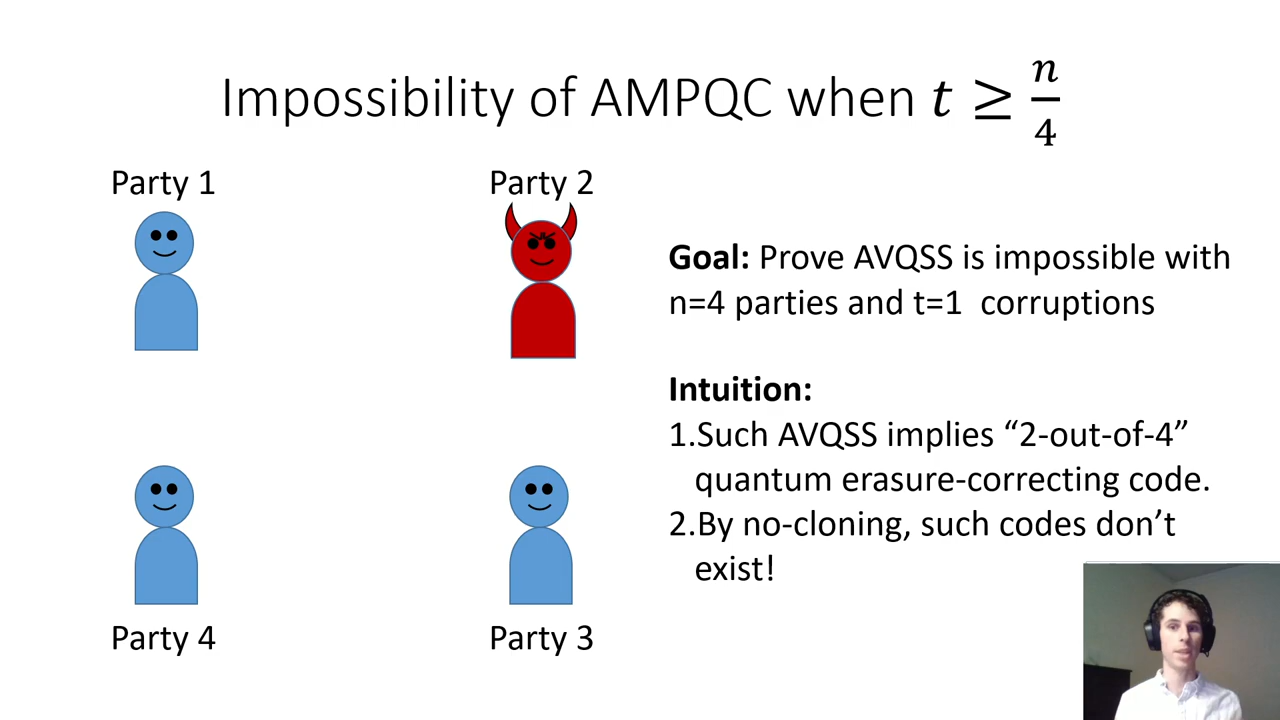 Impossibility of AMPQC when t ≥ n/4
Party 1
Party 2
Goal: Prove AVQSS is impossible with
n=4 parties and t=1 corruptions
Intuition:
1.Such AVQSS implies “2-out-of-4”
quantum erasure-correcting code.
2.By no-cloning, such codes don’t
exist!
Party 4
Party 3